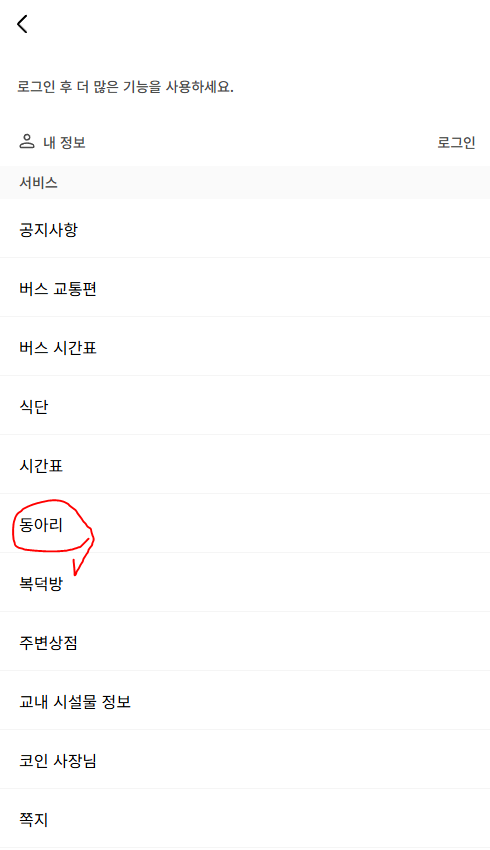 로그인 후 더 많은 기능을 사용하세요.
내 정보 로그인
서비스
공지사항
버스 교통편
버스 시간표
식단
시간표
동아리
복덕방
주변상점
교내 시설물 정보
코인 사장님
쪽지